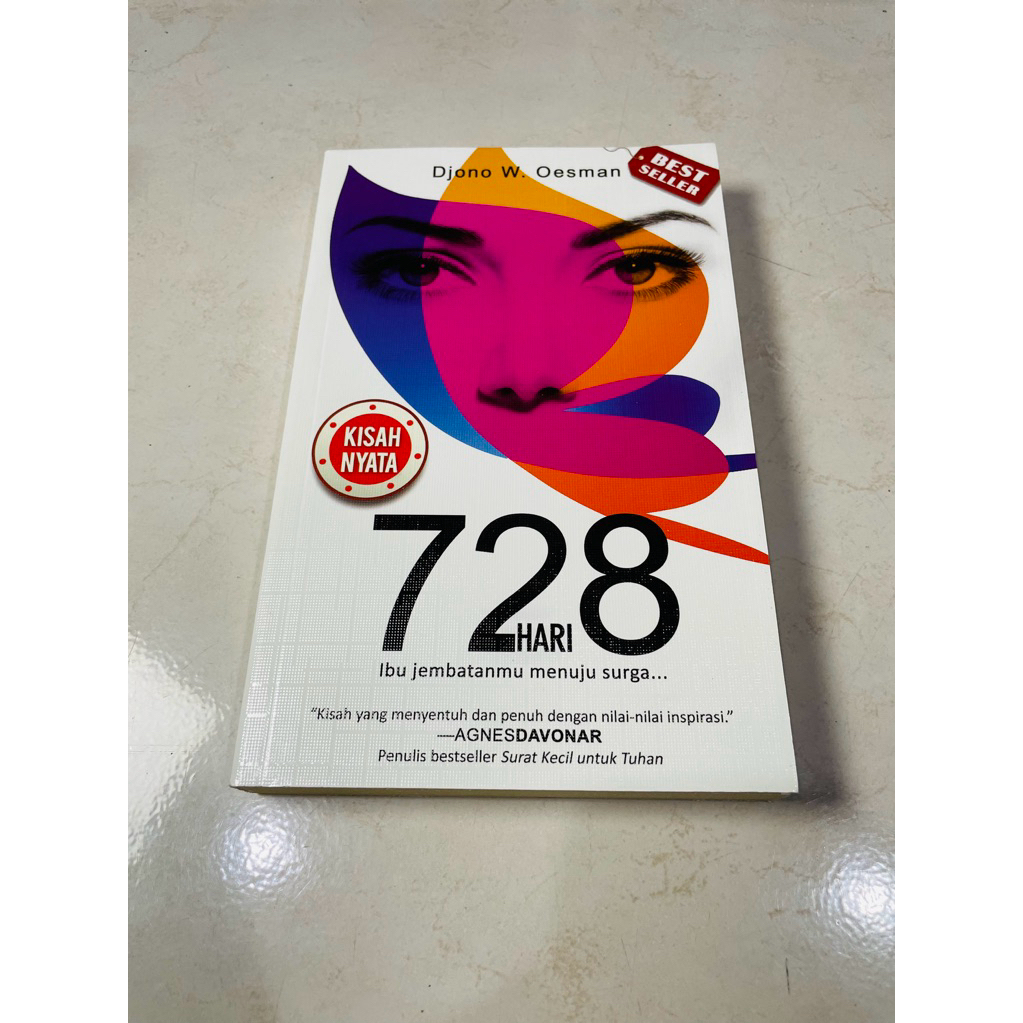 Djono W. Oesman
BEST
SELLER
KISAH
NYATA
728
HARI
Ibu jembatanmu menuju surga...
“Kisah yang menyentuh dan penuh dengan nilai-nilai inspirasi.”
—AGNESDAVONAR
Penulis bestseller Surat Kecil untuk Tuhan